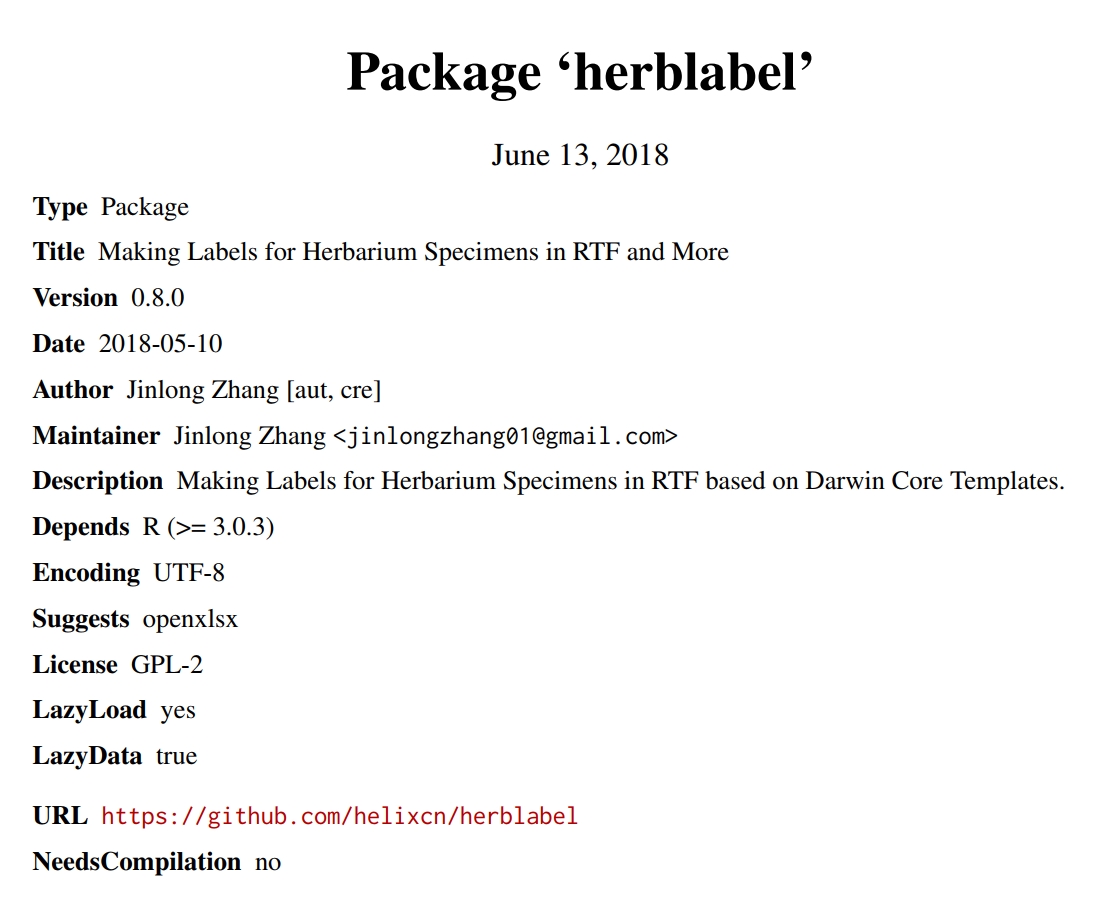 Package ‘herblabel’
June 13, 2018
Type Package
Title Making Labels for Herbarium Specimens in RTF and More
Version 0.8.0
Date 2018-05-10
Author Jinlong Zhang [aut, cre]
Maintainer Jinlong Zhang <jinlongzhang01@gmail.com>
Description Making Labels for Herbarium Specimens in RTF based on Darwin Core Templates.
Depends R (>= 3.0.3)
Encoding UTF-8
Suggests openxlsx
License GPL-2
LazyLoad yes
LazyData true
URL https://github.com/helixcn/herblabel
NeedsCompilation no